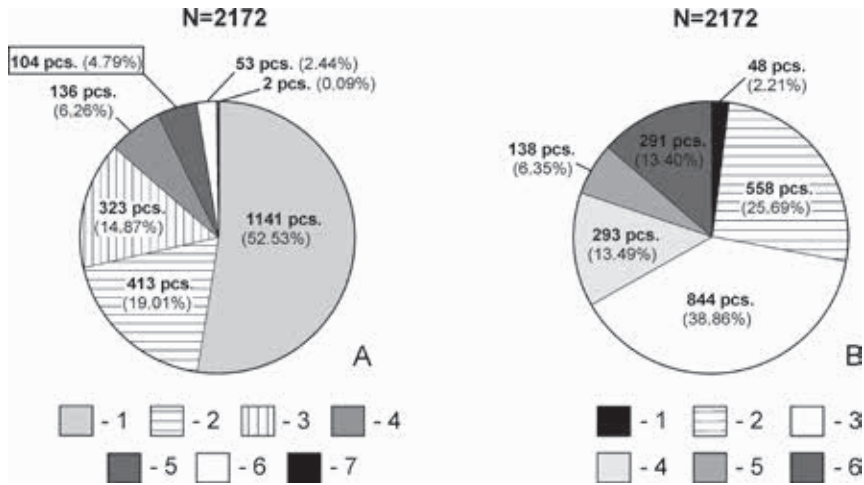 N=2172
104 pcs. (4.79%)
53 pcs. (2.44%)
2 pcs. (0.09%)
136 pcs.
(6.26%)
323 pcs.
(14.87%)
1141 pcs.
(52.53%)
413 pcs.
(19.01%)
A
- 1
- 2
- 3
- 4
- 5
- 6
- 7
N=2172
48 pcs.
(2.21%)
291 pcs.
(13.40%)
138 pcs.
(6.35%)
558 pcs.
(25.69%)
293 pcs.
(13.49%)
844 pcs.
(38.86%)
B
- 1
- 2
- 3
- 4
- 5
- 6